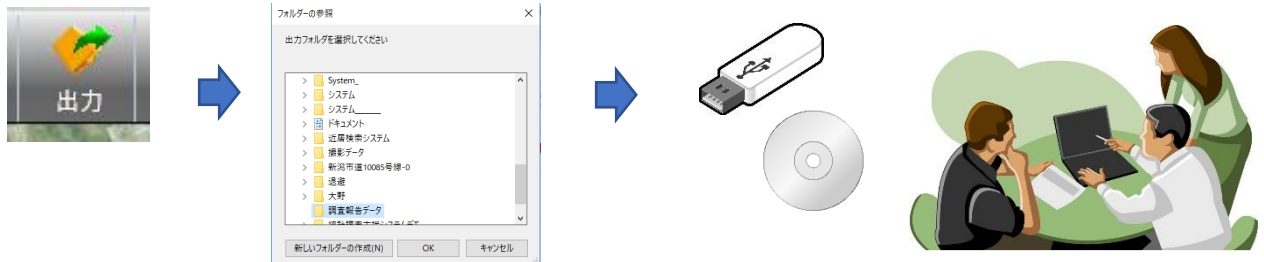 出力
フォルダーの参照
出力フォルダを選択してください
System_
システム
システム______
ドキュメント
近居検索システム
撮影データ
新潟市道10085号線-0
退避
大野
調査報告データ
新しいフォルダーの作成(N)
OK
キャンセル